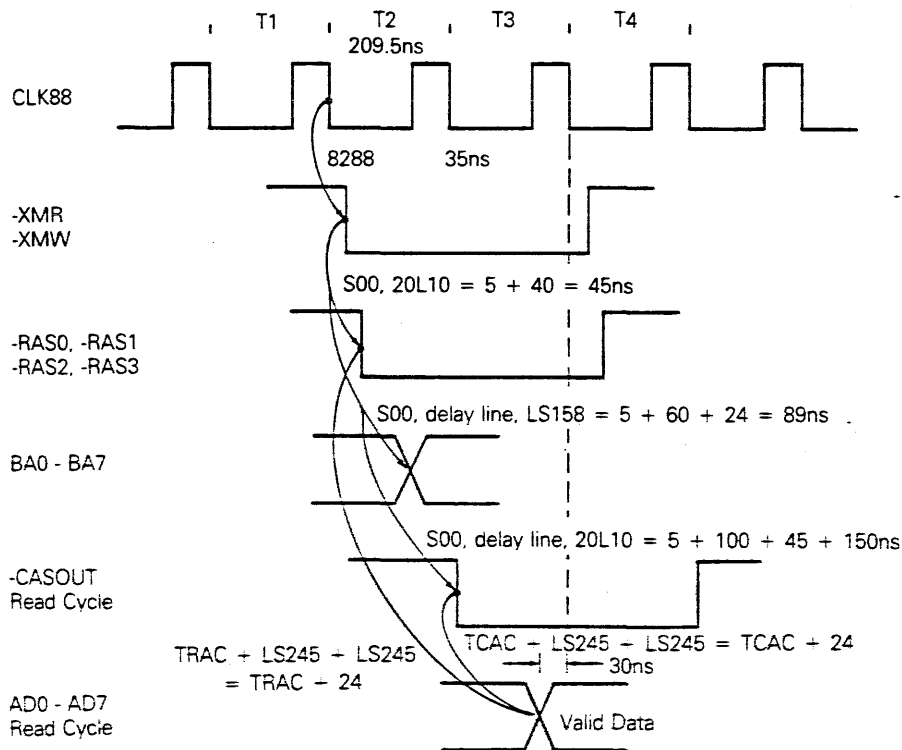 T1 T2 T3 T4
209.5ns
CLK88
8288 35ns
-XMR
-XMW
S00, 20L10 = 5 + 40 = 45ns
-RAS0, -RAS1
-RAS2, -RAS3
S00, delay line, LS158 = 5 + 60 + 24 = 89ns
BA0 - BA7
S00, delay line, 20L10 = 5 + 100 + 45 + 150ns
-CASOUT
Read Cycle
TCAC - LS245 - LS245 = TCAC + 24
30ns
TRAC + LS245 + LS245
= TRAC + 24
AD0 - AD7
Read Cycle
Valid Data